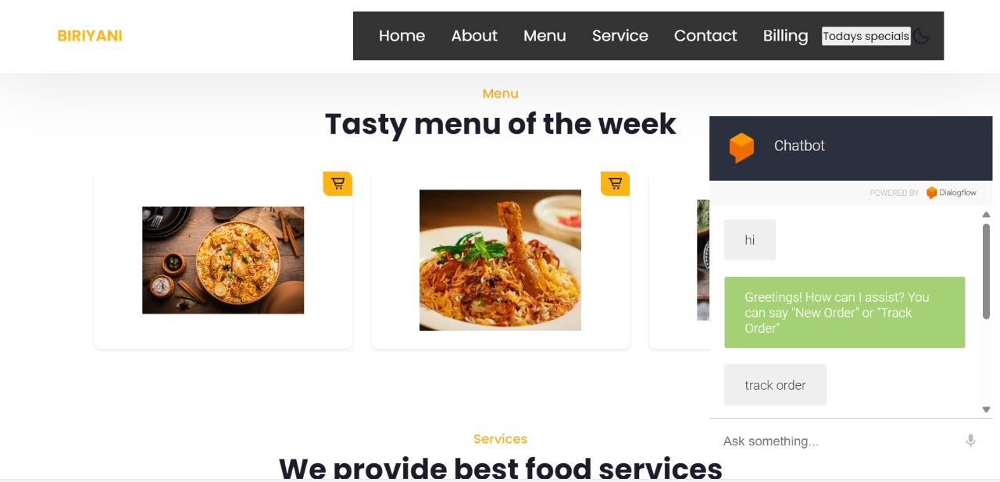 BIRIYANI
Home About Menu Service Contact Billing Todays specials
Menu
Tasty menu of the week
Chatbot
POWERED BY Dialogflow
hi
Greetings! How can I assist? You
can say "New Order" or "Track
Order"
track order
Ask something...
Services
We provide best food services